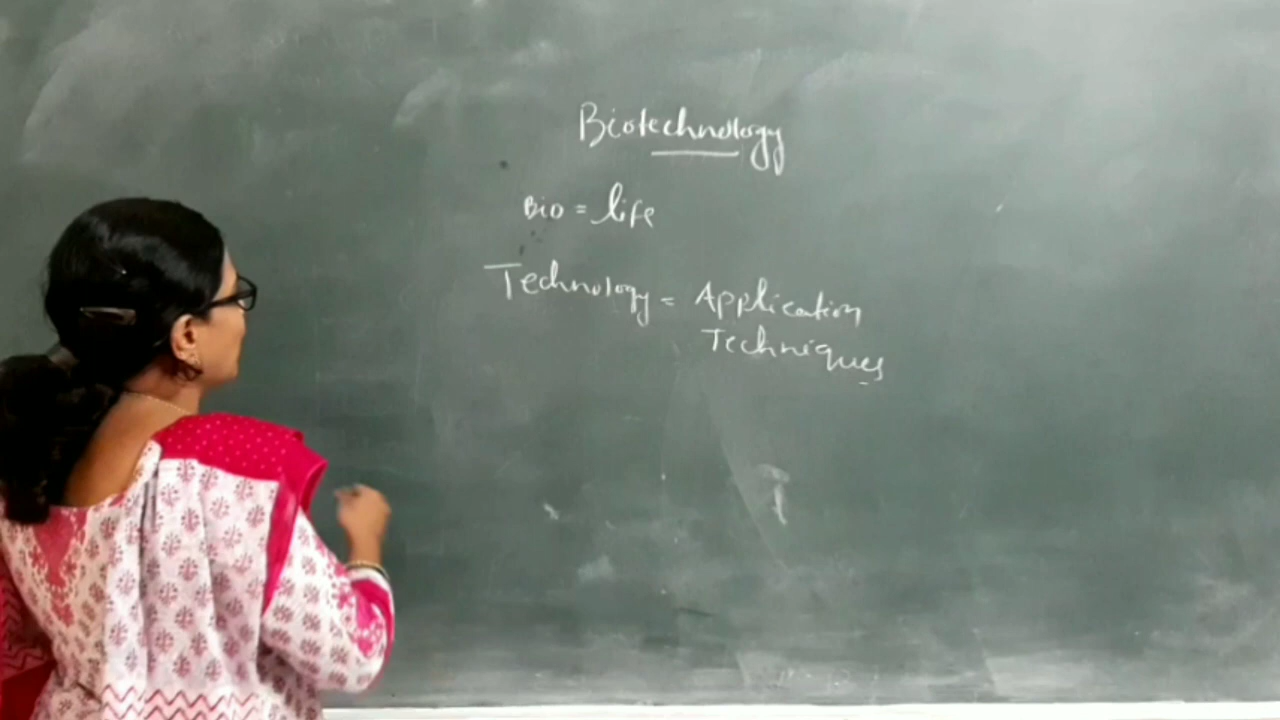 Biotechnology
Bio = life
Technology = Application
Techniques